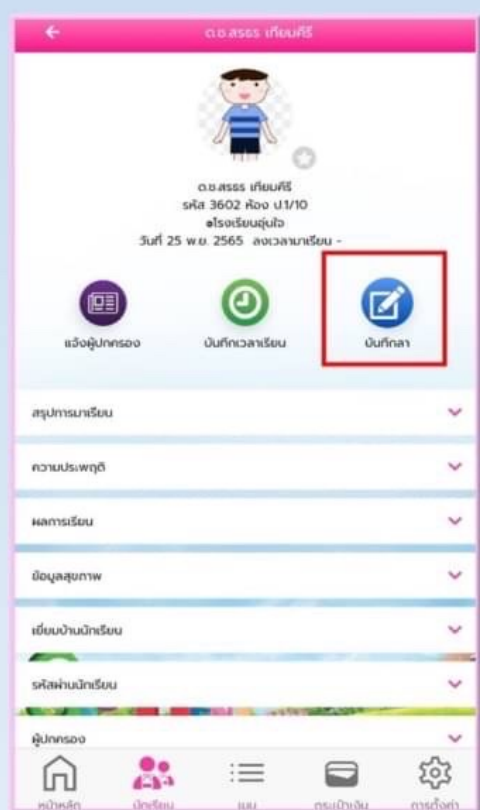 ด.ช.สรธร เทียมคีรี
ด.ช.สรธร เทียมคีรี
รหัส 3602 ห้อง ป.1/10
โรงเรียนอุ่นใจ
วันที่ 25 พ.ย. 2565 ลงเวลามาเรียน -
แจ้งผู้ปกครอง
บันทึกเวลาเรียน
บันทึกลา
สรุปการมาเรียน
ความประพฤติ
ผลการเรียน
ข้อมูลสุขภาพ
เยี่ยมบ้านนักเรียน
รหัสผ่านนักเรียน
ผู้ปกครอง
หน้าหลัก
นักเรียน
เมนู
กระเป๋าเงิน
การตั้งค่า